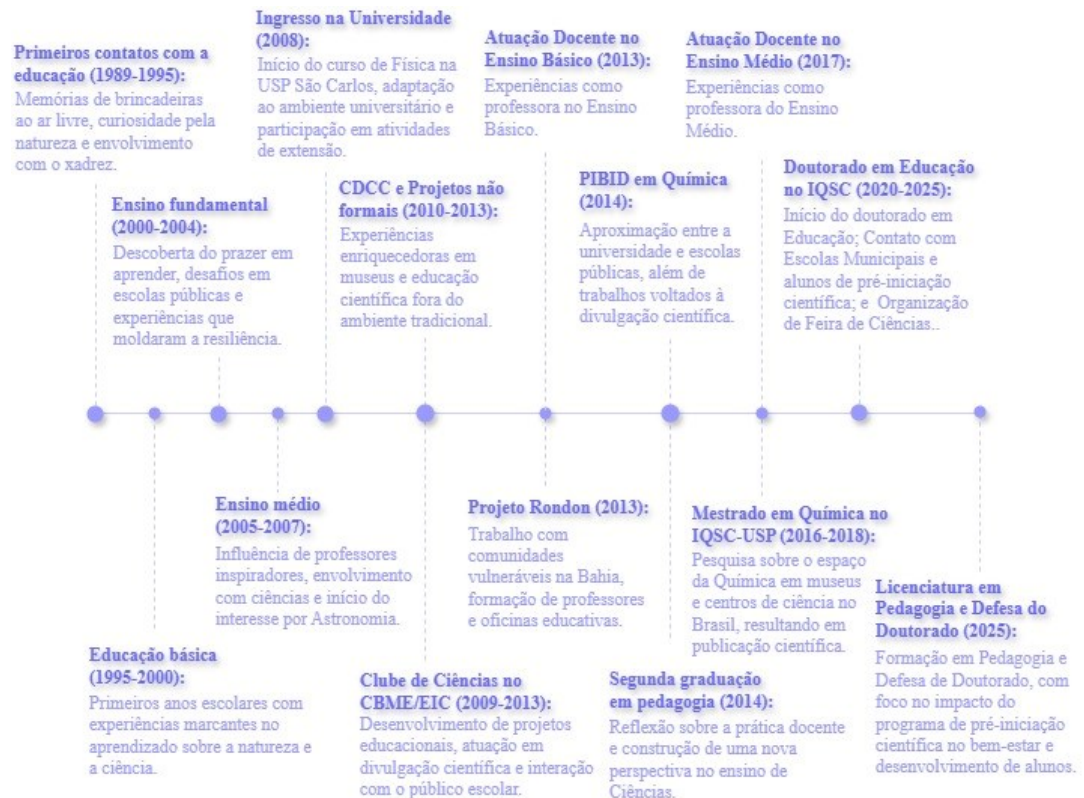 Primeiros contatos com a
educação (1989-1995):
Memórias de brincadeiras
ao ar livre, curiosidade pela
natureza e envolvimento
com o xadrez.
Ensino fundamental
(2000-2004):
Descoberta do prazer em
aprender, desafios em
escolas públicas e
experiências que
moldaram a resiliência.
Ingresso na Universidade
(2008):
Início do curso de Física na
USP São Carlos, adaptação
ao ambiente universitário e
participação em atividades
de extensão.
CDCC e Projetos não
formais (2010-2013):
Experiências
enriquecedoras em
museus e educação
científica fora do
ambiente tradicional.
Atuação Docente no
Ensino Básico (2013):
Experiências como
professora no Ensino
Básico.
PIBID em Química
(2014):
Aproximação entre a
universidade e escolas
públicas, além de
trabalhos voltados à
divulgação científica.
Atuação Docente no
Ensino Médio (2017):
Experiências como
professora do Ensino
Médio.
Doutorado em Educação
no IQSC (2020-2025):
Início do doutorado em
Educação; Contato com
Escolas Municipais e
alunos de pré-iniciação
científica; e Organização
de Feira de Ciências..
Educação básica
(1995-2000):
Primeiros anos escolares com
experiências marcantes no
aprendizado sobre a natureza e
a ciência.
Ensino médio
(2005-2007):
Influência de professores
inspiradores, envolvimento
com ciências e início do
interesse por Astronomia.
Clube de Ciências no
CBME/EIC (2009-2013):
Desenvolvimento de projetos
educacionais, atuação em
divulgação científica e interação
com o público escolar.
Projeto Rondon (2013):
Trabalho com
comunidades
vulneráveis na Bahia,
formação de professores
e oficinas educativas.
Segunda graduação
em pedagogia (2014):
Reflexão sobre a prática docente
e construção de uma nova
perspectiva no ensino de
Ciências.
Mestrado em Química no
IQSC-USP (2016-2018):
Pesquisa sobre o espaço
da Química em museus
e centros de ciência no
Brasil, resultando em
publicação científica.
Licenciatura em
Pedagogia e Defesa do
Doutorado (2025):
Formação em Pedagogia e
Defesa de Doutorado, com
foco no impacto do
programa de pré-iniciação
científica no bem-estar e
desenvolvimento de alunos.